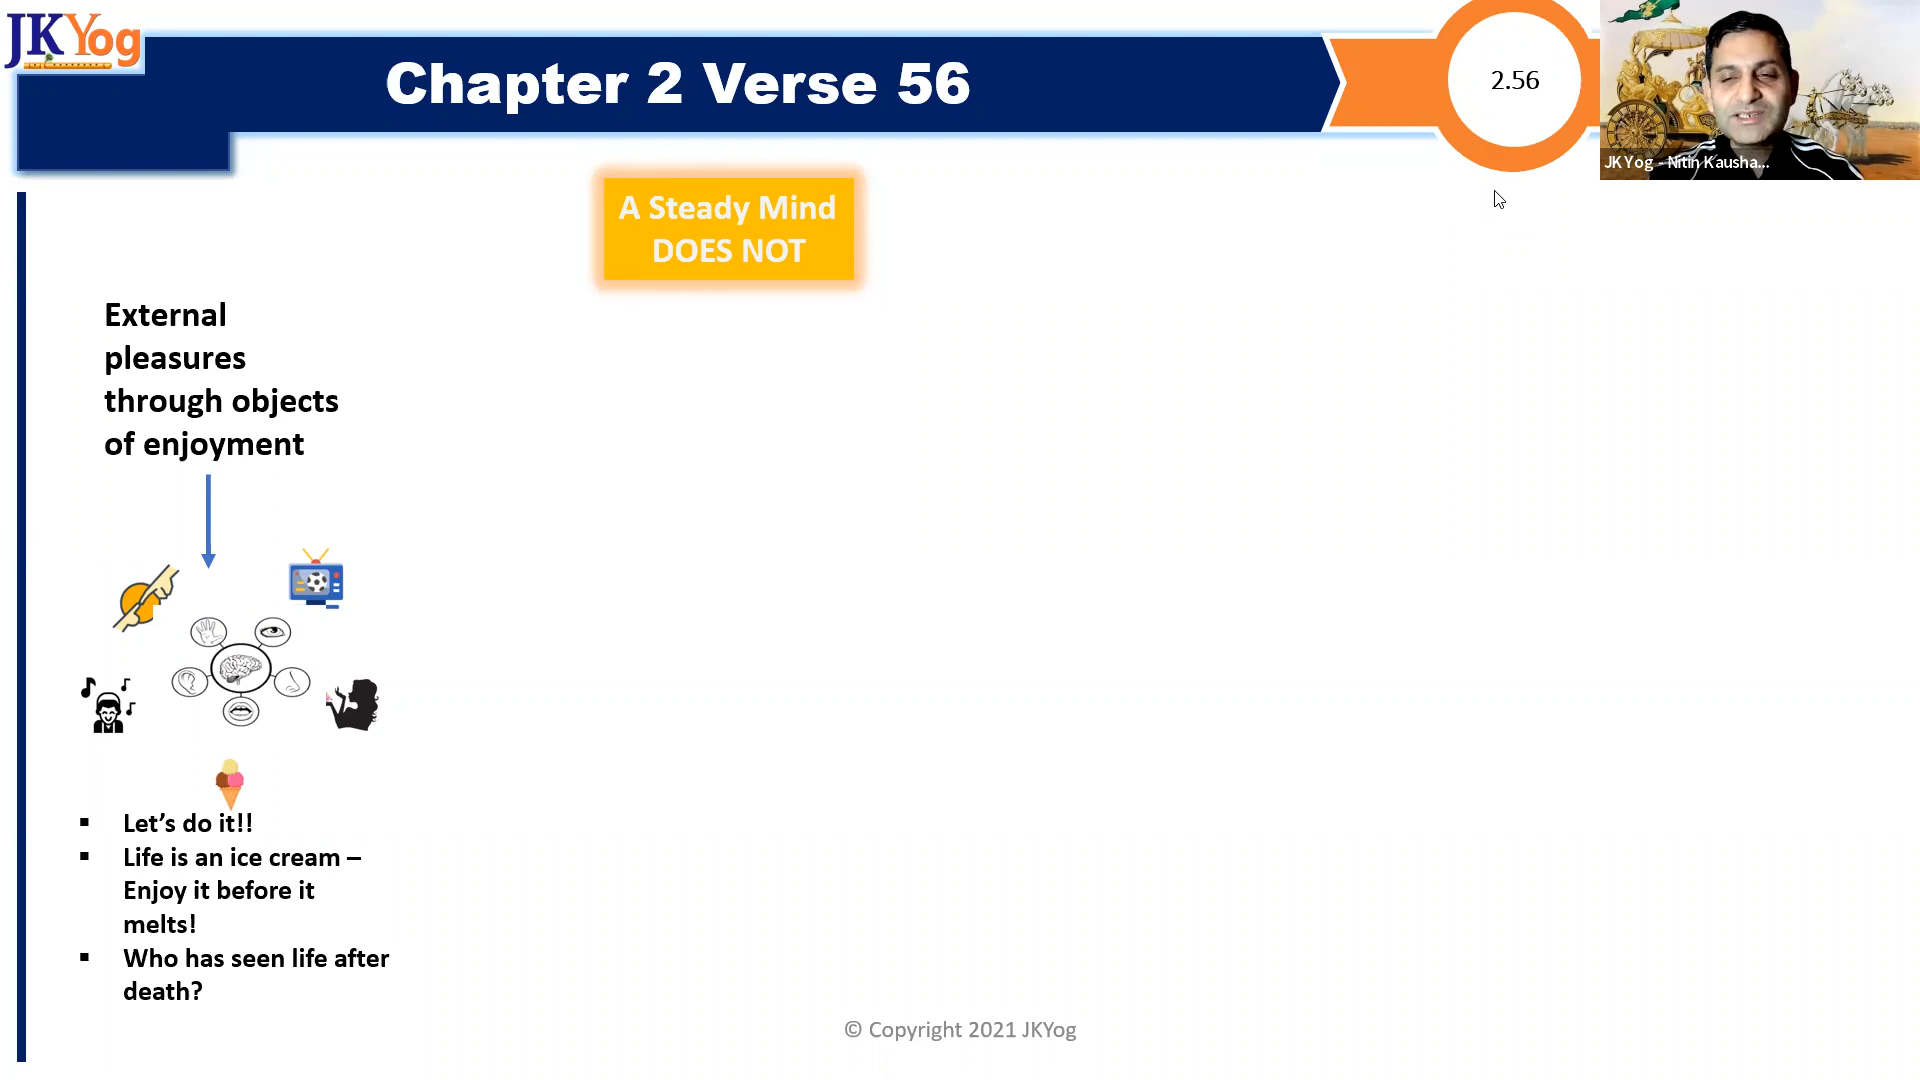 JKYog
Chapter 2 Verse 56
2.56
JK Yog - Nitin Kausha...
A Steady Mind
DOES NOT
External
pleasures
through objects
of enjoyment
▪ Let’s do it!!
▪ Life is an ice cream –
Enjoy it before it
melts!
▪ Who has seen life after
death?
© Copyright 2021 JKYog